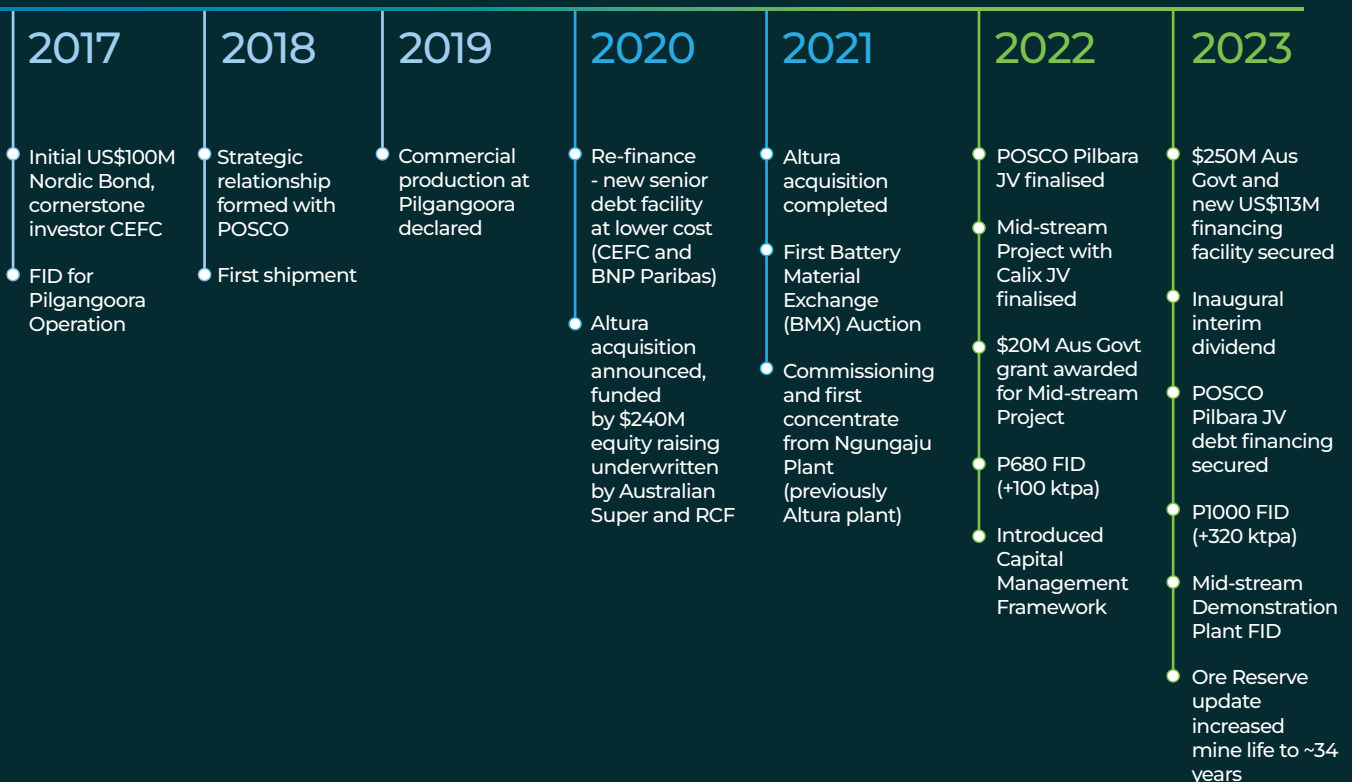 2017
Initial US$100M
Nordic Bond,
cornerstone
investor CEFC
FID for
Pilgangoora
Operation
2018
Strategic
relationship
formed with
POSCO
First shipment
2019
Commercial
production at
Pilgangoora
declared
2020
Re-finance
- new senior
debt facility
at lower cost
(CEFC and
BNP Paribas)
Altura
acquisition
announced,
funded
by $240M
equity raising
underwritten
by Australian
Super and RCF
2021
Altura
acquisition
completed
First Battery
Material
Exchange
(BMX) Auction
Commissioning
and first
concentrate
from Ngungaju
Plant
(previously
Altura plant)
2022
POSCO Pilbara
JV finalised
Mid-stream
Project with
Calix JV
finalised
$20M Aus Govt
grant awarded
for Mid-stream
Project
P680 FID
(+100 ktpa)
Introduced
Capital
Management
Framework
2023
$250M Aus
Govt and
new US$113M
financing
facility secured
Inaugural
interim
dividend
POSCO
Pilbara JV
debt financing
secured
P1000 FID
(+320 ktpa)
Mid-stream
Demonstration
Plant FID
Ore Reserve
update
increased
mine life to ~34
years